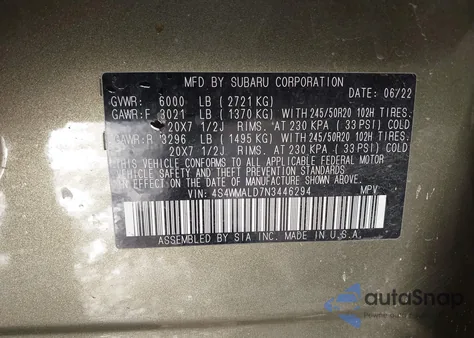 MFD BY SUBARU CORPORATION
DATE 06/22
GVWR: 6000 LB (2721 KG)
GAWR: F 3021 LB (1370 KG) WITH 245/50R20 102H TIRES.
20X7 1/2J RIMS. AT 230 KPA (33 PSI) COLD
GAWR: R 3296 LB (1495 KG) WITH 245/50R20 102H TIRES.
20X7 1/2J RIMS. AT 230 KPA (33 PSI) COLD
THIS VEHICLE CONFORMS TO ALL APPLICABLE FEDERAL MOTOR
VEHICLE SAFETY, BUMPER AND THEFT PREVENTION STANDARDS IN
EFFECT ON THE DATE OF MANUFACTURE SHOWN ABOVE.
VIN: 4S4WMALD7N3446294 MPV
ASSEMBLED BY SIA INC. MADE IN U.S.A.
autoSnap